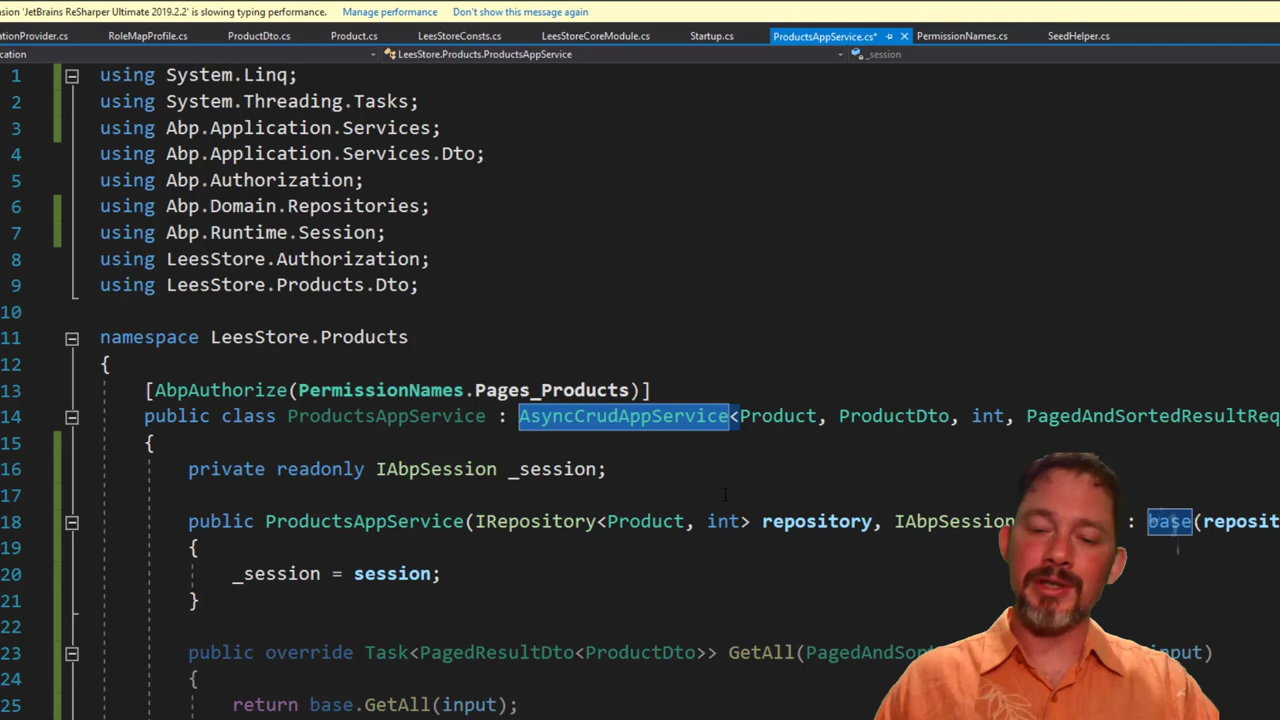 sion 'JetBrains ReSharper Ultimate 2019.2.2' is slowing typing performance. Manage performance Don't show this message again
ationProvider.cs RoleMapProfile.cs ProductDto.cs Product.cs LeesStoreConsts.cs LeesStoreCoreModule.cs Startup.cs ProductsAppService.cs* PermissionNames.cs SeedHelper.cs
cation LeesStore.Products.ProductsAppService _session
1 using System.Linq;
2 using System.Threading.Tasks;
3 using Abp.Application.Services;
4 using Abp.Application.Services.Dto;
5 using Abp.Authorization;
6 using Abp.Domain.Repositories;
7 using Abp.Runtime.Session;
8 using LeesStore.Authorization;
9 using LeesStore.Products.Dto;
10
11 namespace LeesStore.Products
12 {
13 [AbpAuthorize(PermissionNames.Pages_Products)]
14 public class ProductsAppService : AsyncCrudAppService<Product, ProductDto, int, PagedAndSortedResultReq
15 {
16 private readonly IAbpSession _session;
17
18 public ProductsAppService(IRepository<Product, int> repository, IAbpSession : base(reposit
19 {
20 _session = session;
21 }
22
23 public override Task<PagedResultDto<ProductDto>> GetAll(PagedAndSor input)
24 {
25 return base.GetAll(input);